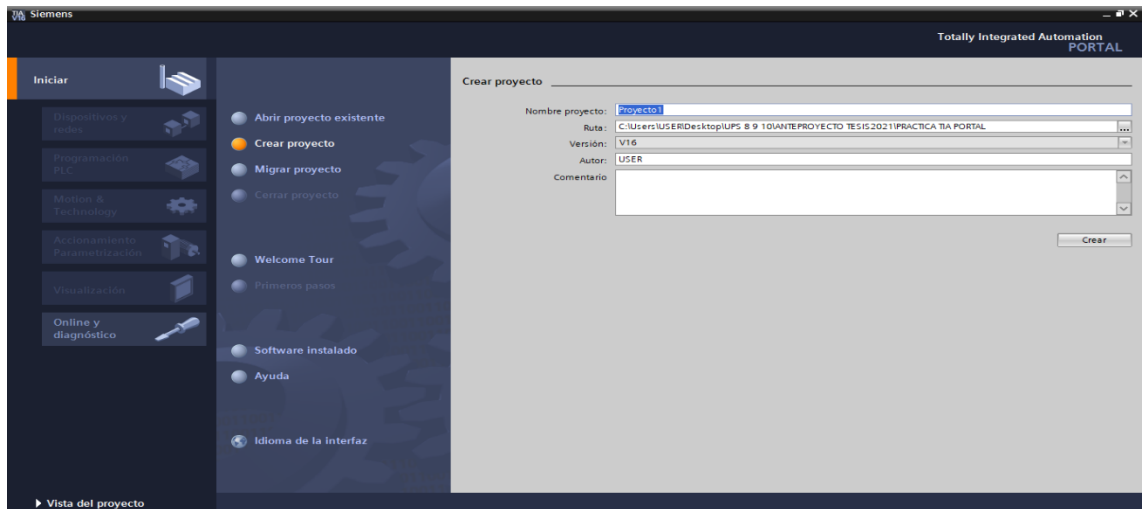 TIA V16 Siemens
Totally Integrated Automation
PORTAL
Iniciar
Dispositivos y
redes
Programación
PLC
Motion &
Technology
Accionamiento
Parametrización
Visualización
Online y
diagnóstico
Vista del proyecto
Abrir proyecto existente
Crear proyecto
Migrar proyecto
Cerrar proyecto
Welcome Tour
Primeros pasos
Software instalado
Ayuda
Idioma de la interfaz
Crear proyecto
Nombre proyecto: Proyecto1
Ruta: C:\Users\USER\Desktop\UPS 8 9 10\ANTEPROYECTO TESIS2021\PRACTICA TIA PORTAL ...
Versión: V16
Autor: USER
Comentario
Crear